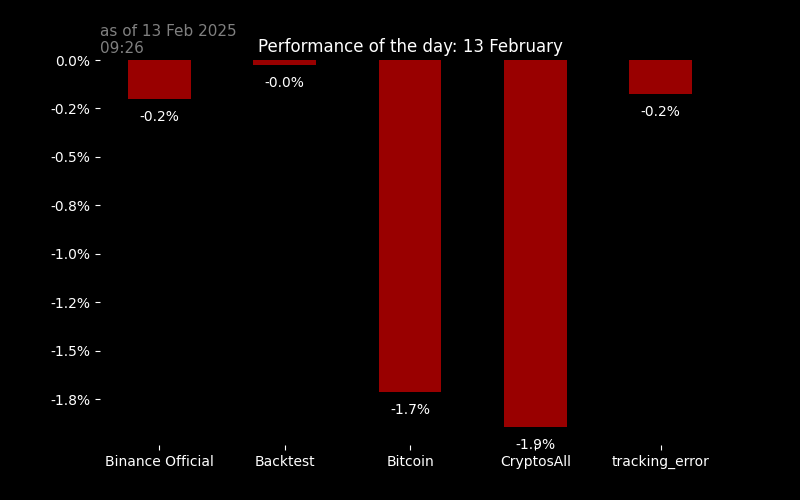 as of 13 Feb 2025
09:26
Performance of the day: 13 February
0.0%
-0.2%
-0.5%
-0.8%
-1.0%
-1.2%
-1.5%
-1.8%
-0.2%
-0.0%
-1.7%
-1.9%
-0.2%
Binance Official
Backtest
Bitcoin
CryptosAll
tracking_error